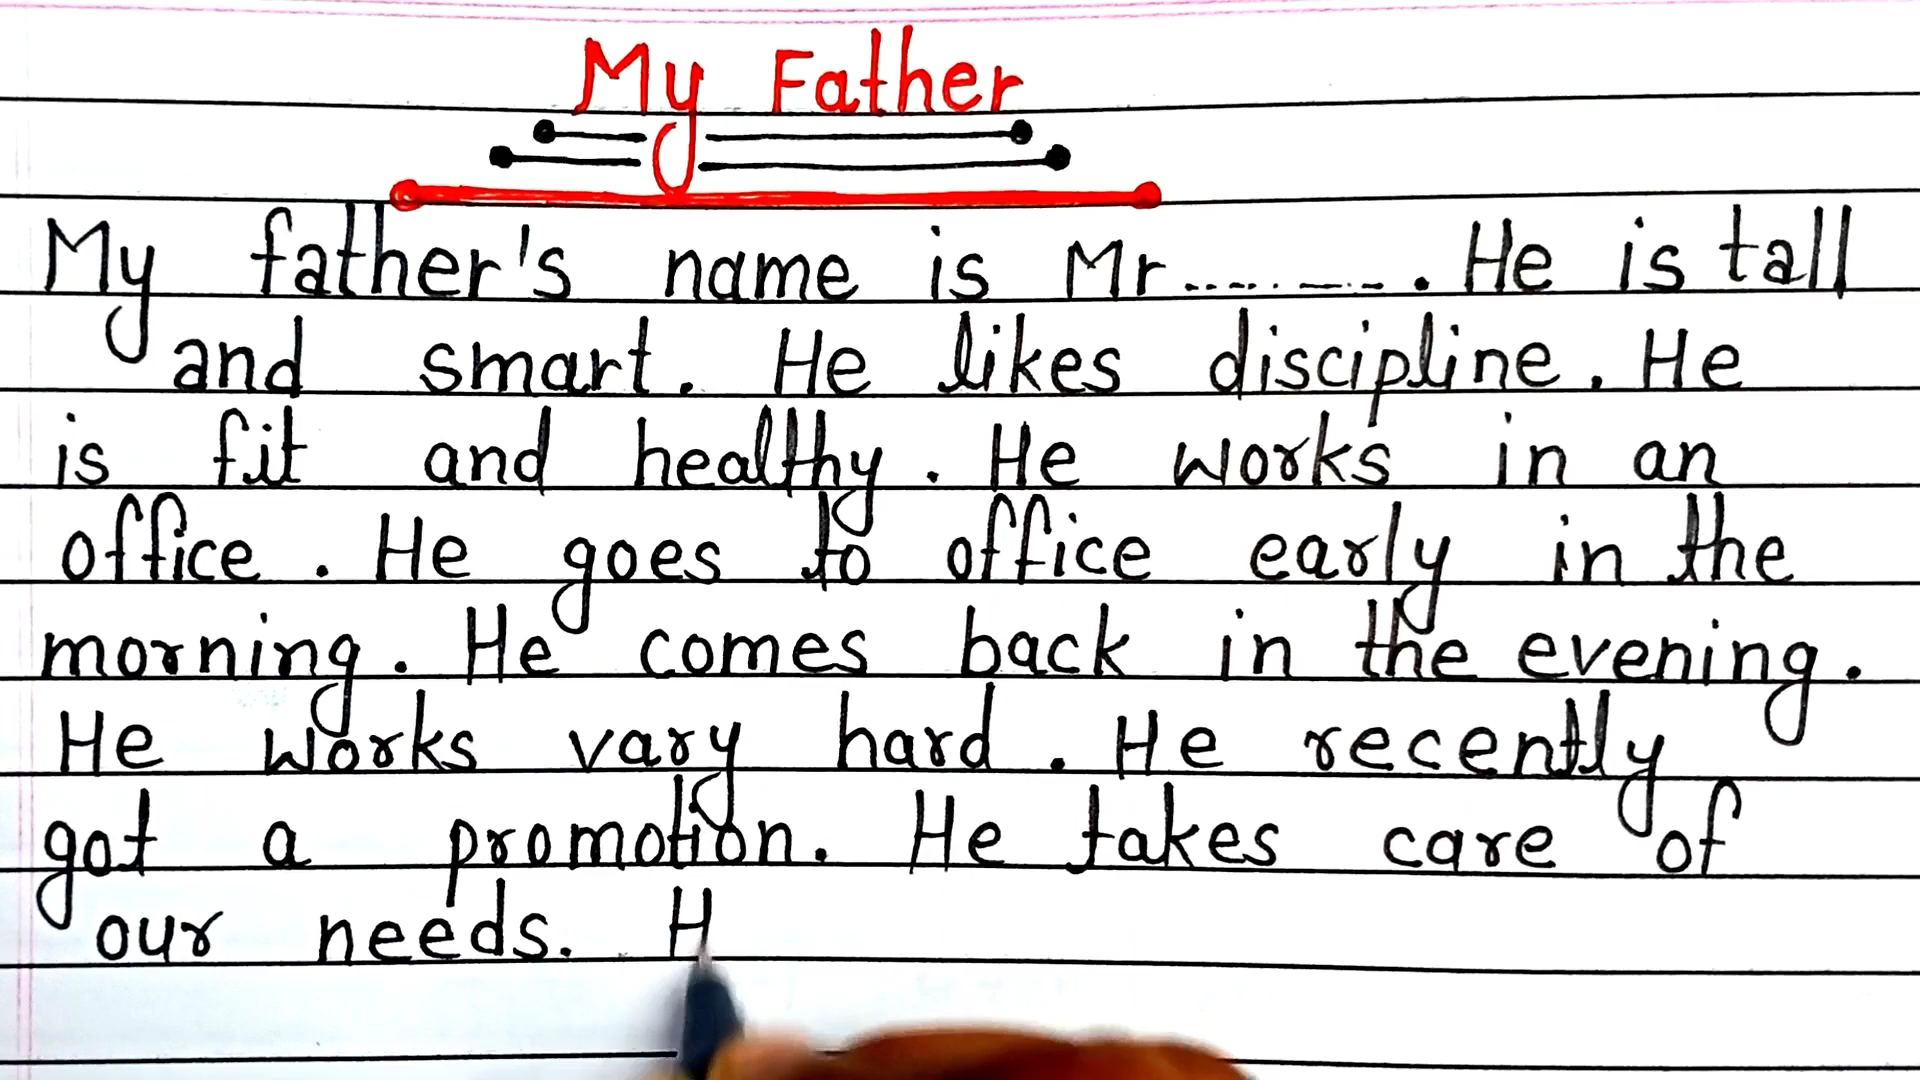 My Father
My father's name is Mr.......... . He is tall
and smart. He likes discipline. He
is fit and healthy. He works in an
office. He goes to office early in the
morning. He comes back in the evening.
He works vary hard. He recently
got a promotion. He takes care of
our needs. H